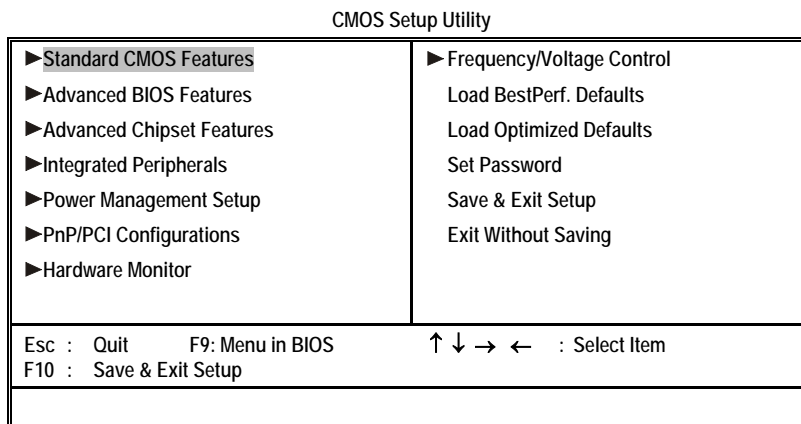 CMOS Setup Utility
►Standard CMOS Features
►Advanced BIOS Features
►Advanced Chipset Features
►Integrated Peripherals
►Power Management Setup
►PnP/PCI Configurations
►Hardware Monitor
►Frequency/Voltage Control
Load BestPerf. Defaults
Load Optimized Defaults
Set Password
Save & Exit Setup
Exit Without Saving
Esc : Quit F9: Menu in BIOS ↑ ↓ → ← : Select Item
F10 : Save & Exit Setup